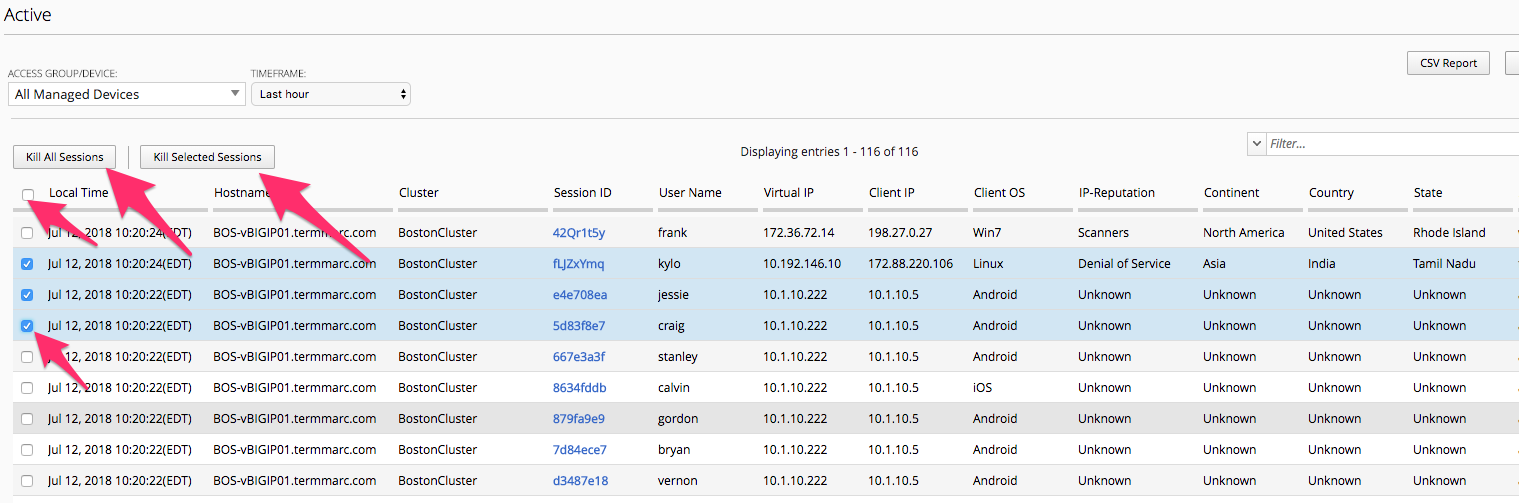 Active
CSV Report
ACCESS GROUP/DEVICE: TIMEFRAME:
All Managed Devices Last hour
Kill All Sessions Kill Selected Sessions Displaying entries 1 - 116 of 116 Filter...
Local Time Hostname Cluster Session ID User Name Virtual IP Client IP Client OS IP-Reputation Continent Country State
Jul 12, 2018 10:20:24(EDT) BOS-vBIGIP01.termmarc.com BostonCluster 42Qr1t5y frank 172.36.72.14 198.27.0.27 Win7 Scanners North America United States Rhode Island
Jul 12, 2018 10:20:24(EDT) BOS-vBIGIP01.termmarc.com BostonCluster fLJZxYmq kylo 10.192.146.10 172.88.220.106 Linux Denial of Service Asia India Tamil Nadu
Jul 12, 2018 10:20:22(EDT) BOS-vBIGIP01.termmarc.com BostonCluster e4e708ea jessie 10.1.10.222 10.1.10.5 Android Unknown Unknown Unknown Unknown
Jul 12, 2018 10:20:22(EDT) BOS-vBIGIP01.termmarc.com BostonCluster 5d83f8e7 craig 10.1.10.222 10.1.10.5 Android Unknown Unknown Unknown Unknown
Jul 12, 2018 10:20:22(EDT) BOS-vBIGIP01.termmarc.com BostonCluster 667e3a3f stanley 10.1.10.222 10.1.10.5 Android Unknown Unknown Unknown Unknown
Jul 12, 2018 10:20:22(EDT) BOS-vBIGIP01.termmarc.com BostonCluster 8634fddb calvin 10.1.10.222 10.1.10.5 iOS Unknown Unknown Unknown Unknown
Jul 12, 2018 10:20:22(EDT) BOS-vBIGIP01.termmarc.com BostonCluster 879fa9e9 gordon 10.1.10.222 10.1.10.5 Android Unknown Unknown Unknown Unknown
Jul 12, 2018 10:20:22(EDT) BOS-vBIGIP01.termmarc.com BostonCluster 7d84ece7 bryan 10.1.10.222 10.1.10.5 Android Unknown Unknown Unknown Unknown
Jul 12, 2018 10:20:22(EDT) BOS-vBIGIP01.termmarc.com BostonCluster d3487e18 vernon 10.1.10.222 10.1.10.5 Android Unknown Unknown Unknown Unknown